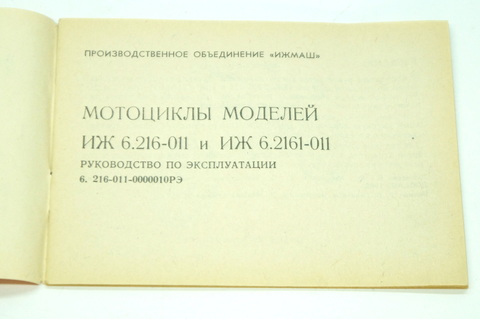 ПРОИЗВОДСТВЕННОЕ ОБЪЕДИНЕНИЕ «ИЖМАШ»
МОТОЦИКЛЫ МОДЕЛЕЙ
ИЖ 6.216-011 и ИЖ 6.2161-011
РУКОВОДСТВО ПО ЭКСПЛУАТАЦИИ
6. 216-011-0000010РЭ